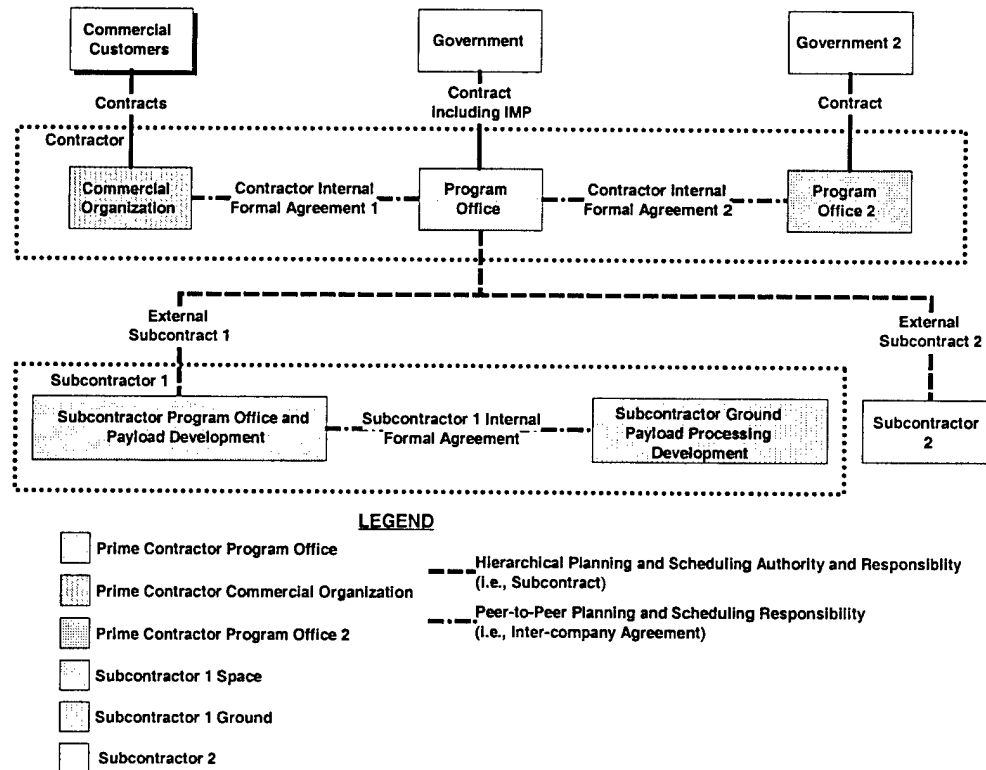 Commercial
Customers
Government
Government 2
Contracts
Contract
including IMP
Contract
Contractor
Commercial
Organization
Contractor Internal
Formal Agreement 1
Program
Office
Contractor Internal
Formal Agreement 2
Program
Office 2
External
Subcontract 1
External
Subcontract 2
Subcontractor 1
Subcontractor Program Office and
Payload Development
Subcontractor 1 Internal
Formal Agreement
Subcontractor Ground
Payload Processing
Development
Subcontractor
2
LEGEND
Prime Contractor Program Office
Prime Contractor Commercial Organization
Prime Contractor Program Office 2
Subcontractor 1 Space
Subcontractor 1 Ground
Subcontractor 2
Hierarchical Planning and Scheduling Authority and Responsiblity
(i.e., Subcontract)
Peer-to-Peer Planning and Scheduling Responsibility
(i.e., Inter-company Agreement)